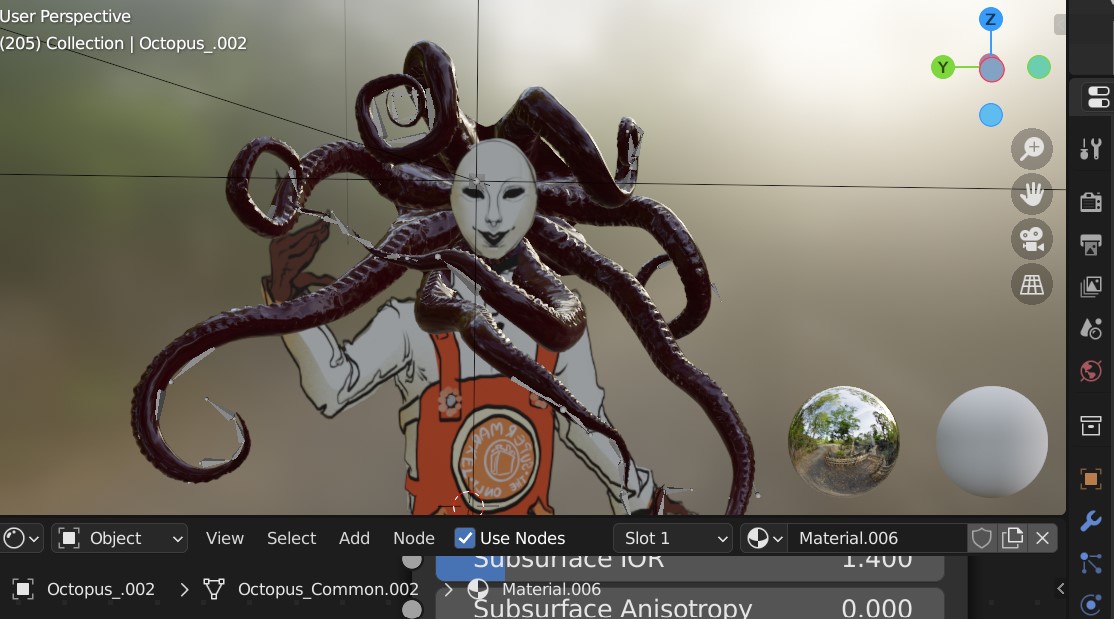 User Perspective
(205) Collection | Octopus_.002
Z
Y
Object
View
Select
Add
Node
Use Nodes
Slot 1
Material.006
Subsurface IOR 1.400
Octopus_.002 > Octopus_Common.002 > Material.006
Subsurface Anisotropy 0.000